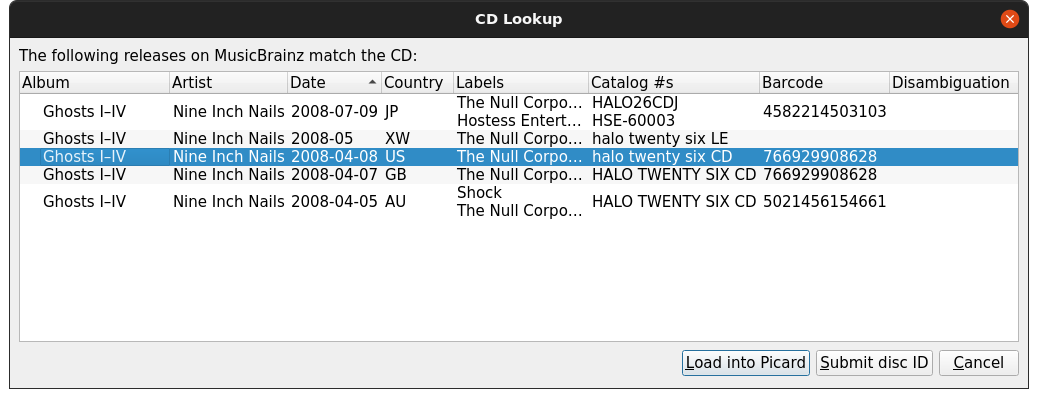 CD Lookup
The following releases on MusicBrainz match the CD:
Album Artist Date Country Labels Catalog #s Barcode Disambiguation
Ghosts I–IV Nine Inch Nails 2008-07-09 JP The Null Corpo... HALO26CDJ 4582214503103
Hostess Entert... HSE-60003
Ghosts I–IV Nine Inch Nails 2008-05 XW The Null Corpo... halo twenty six LE
Ghosts I–IV Nine Inch Nails 2008-04-08 US The Null Corpo... halo twenty six CD 766929908628
Ghosts I–IV Nine Inch Nails 2008-04-07 GB The Null Corpo... HALO TWENTY SIX CD 766929908628
Ghosts I–IV Nine Inch Nails 2008-04-05 AU Shock HALO TWENTY SIX CD 5021456154661
The Null Corpo...
Load into Picard Submit disc ID Cancel